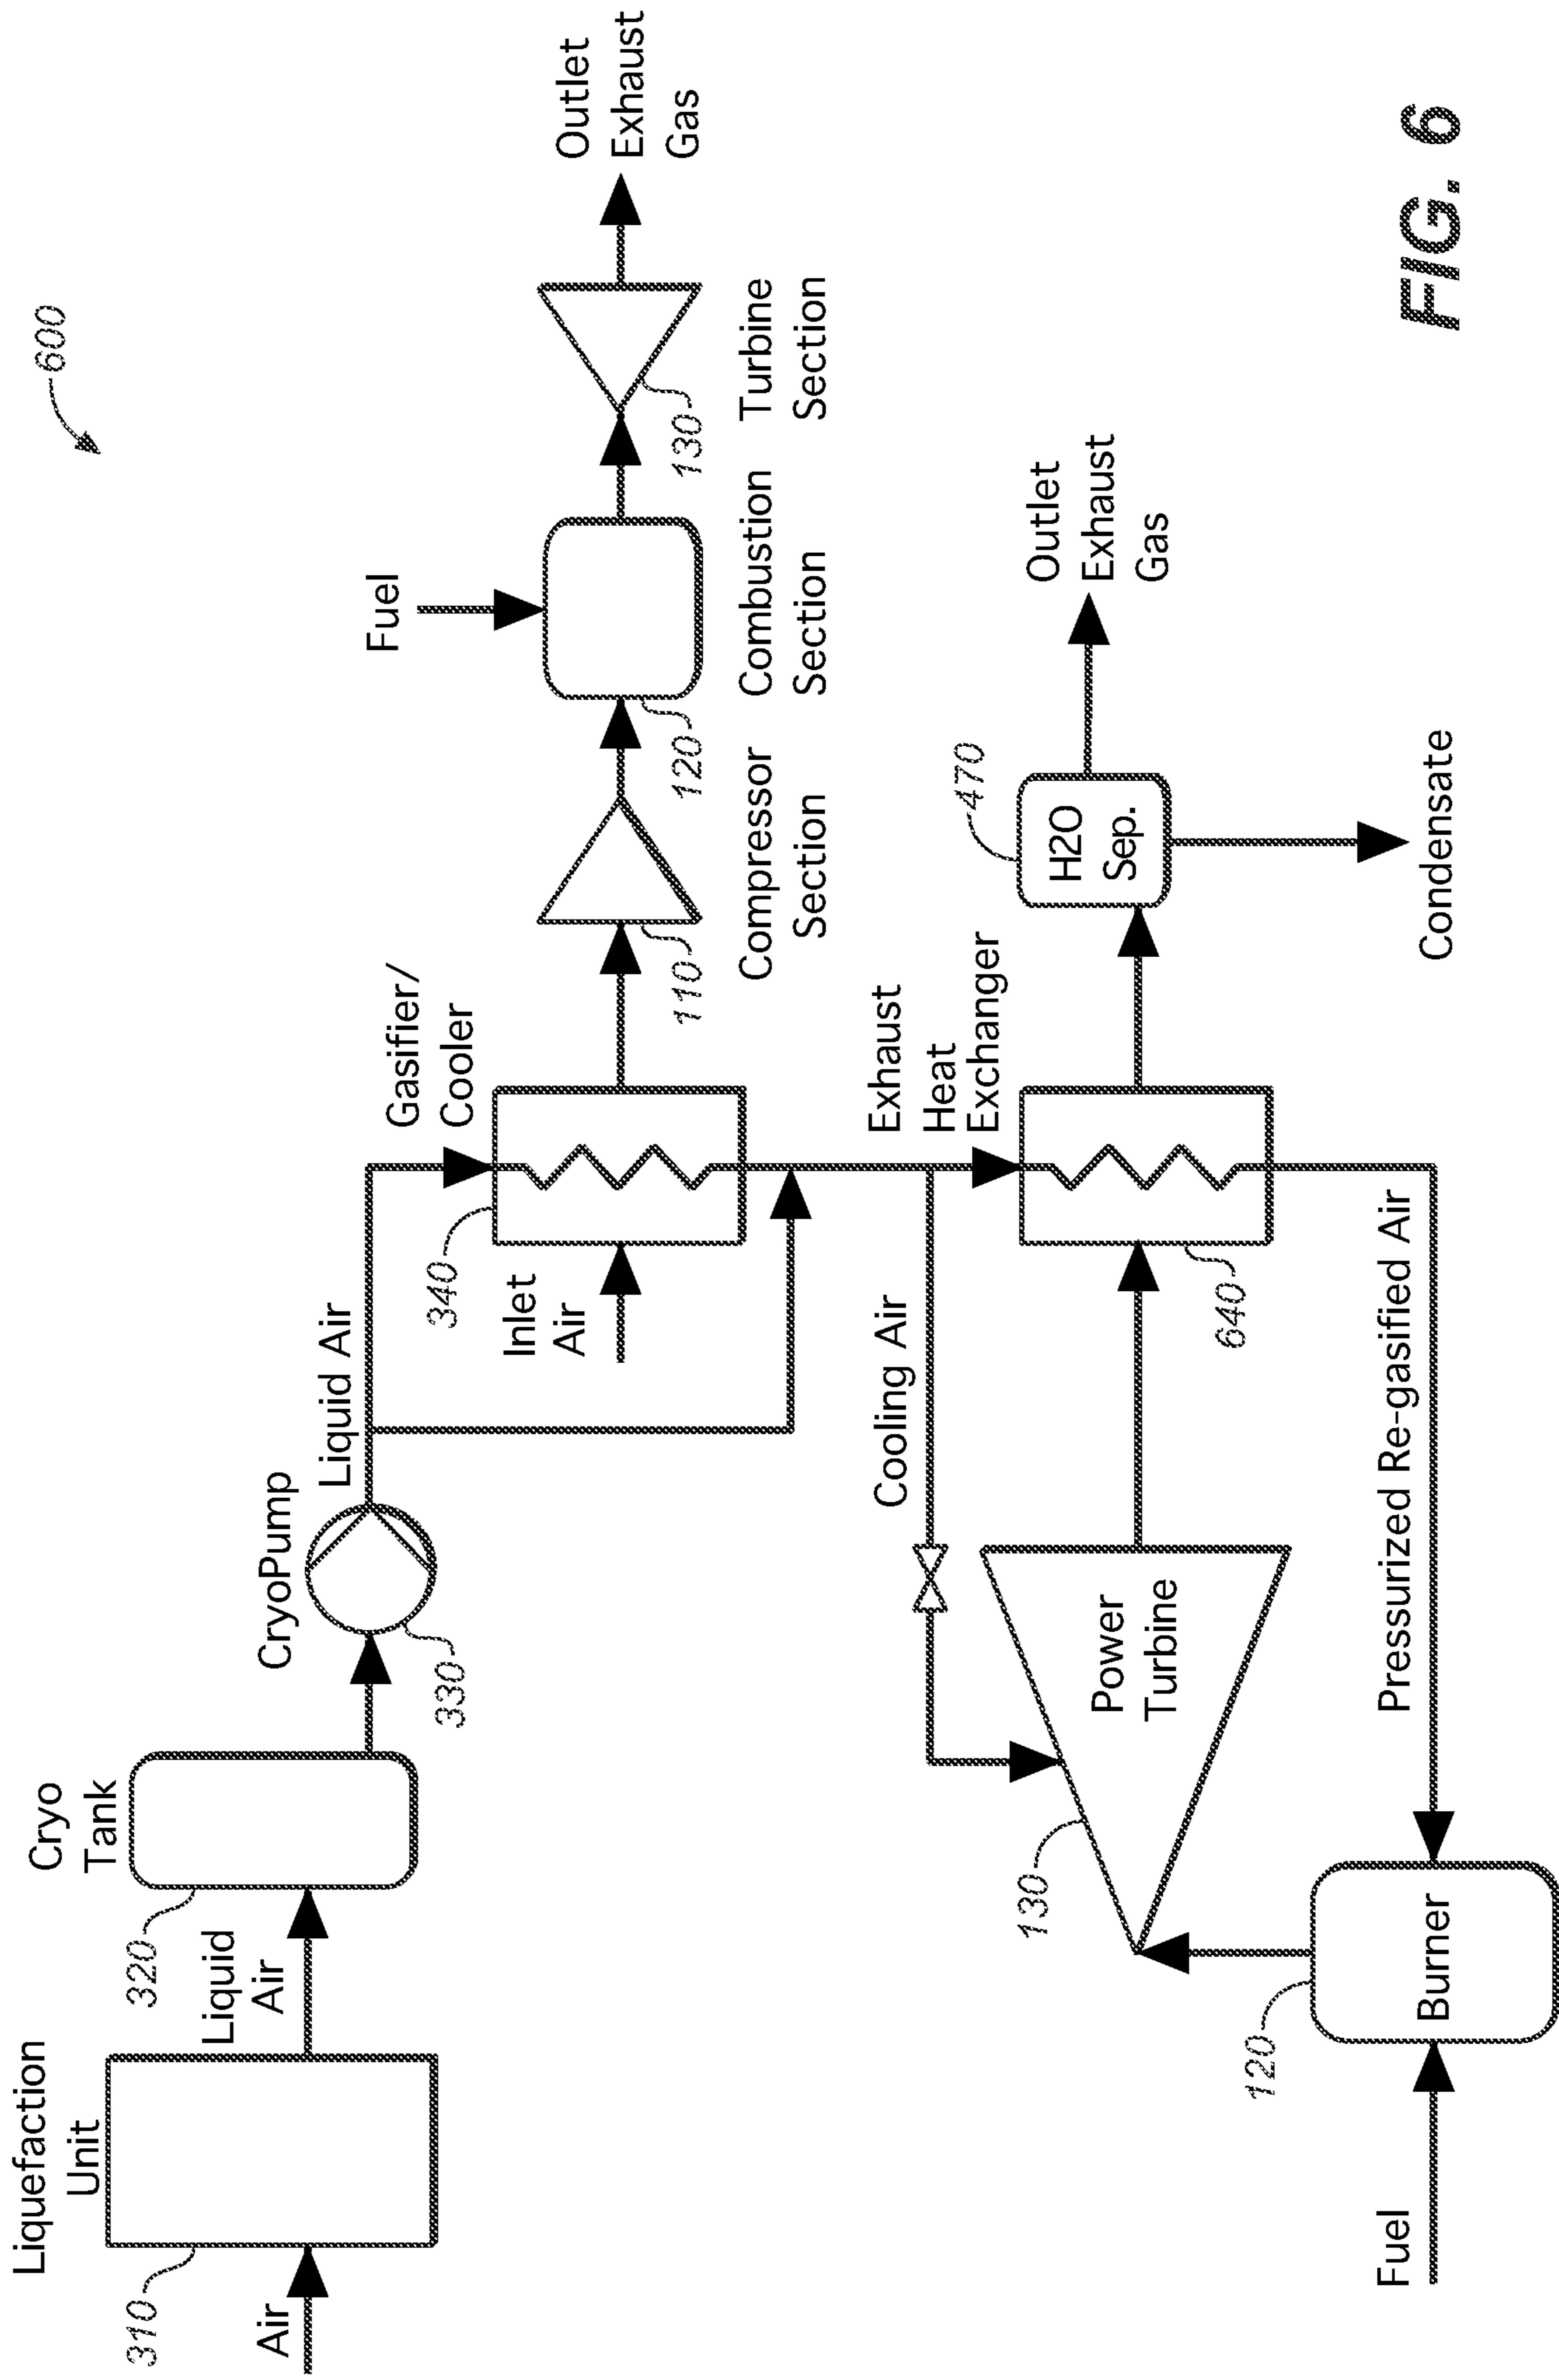 600
Liquefaction
Unit
310
Air
Liquid
Air
Cryo
Tank
320
CryoPump
330
Liquid Air
Gasifier/
Cooler
340
Inlet
Air
Fuel
110
Compressor
Section
120
Combustion
Section
130
Turbine
Section
Outlet
Exhaust
Gas
Cooling Air
Exhaust
Heat
Exchanger
640
Power
Turbine
130
470
H2O
Sep.
Outlet
Exhaust
Gas
Condensate
Pressurized Re-gasified Air
120
Burner
Fuel
FIG. 6